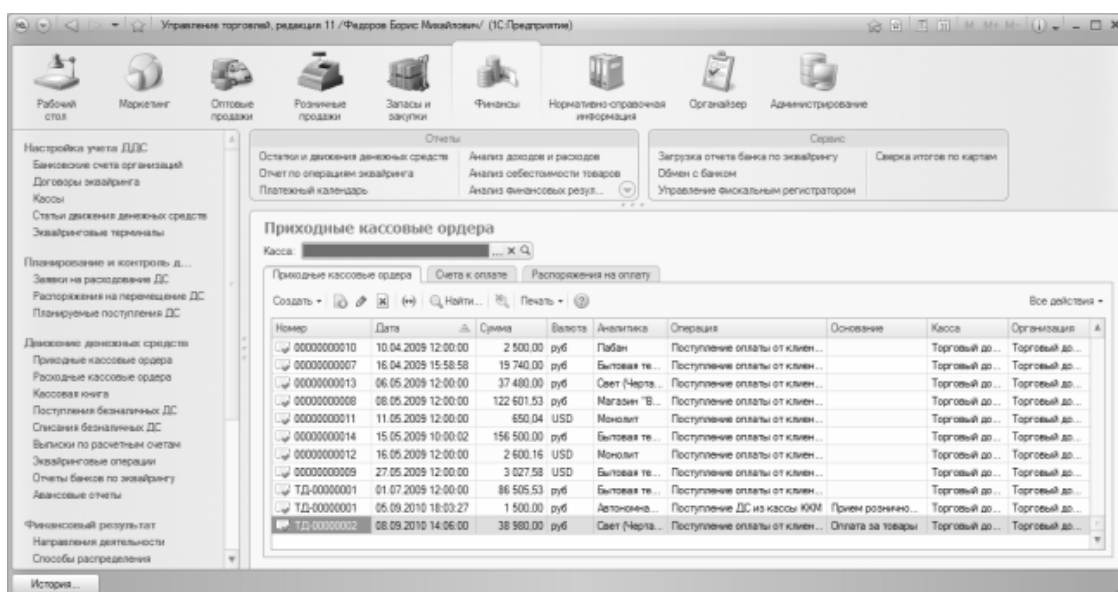 Управление торговлей, редакция 11 /Федоров Борис Михайлович/ (1С:Предприятие)
M M+ M-
Рабочий стол
Маркетинг
Оптовые продажи
Розничные продажи
Запасы и закупки
Финансы
Нормативно-справочная информация
Органайзер
Администрирование
Настройка учета ДДС
Банковские счета организаций
Договоры эквайринга
Кассы
Статьи движения денежных средств
Эквайринговые терминалы
Планирование и контроль д...
Заявки на расходование ДС
Распоряжения на перемещение ДС
Планируемые поступления ДС
Движение денежных средств
Приходные кассовые ордера
Расходные кассовые ордера
Кассовая книга
Поступления безналичных ДС
Списания безналичных ДС
Выписки по расчетным счетам
Эквайринговые операции
Отчеты банков по эквайрингу
Авансовые отчеты
Финансовый результат
Направления деятельности
Способы распределения
Отчеты
Остатки и движения денежных средств Анализ доходов и расходов
Отчет по операциям эквайринга Анализ себестоимости товаров
Платежный календарь Анализ финансовых резул...
Сервис
Загрузка отчета банка по эквайрингу Сверка итогов по картам
Обмен с банком
Управление фискальным регистратором
Приходные кассовые ордера
Касса: ... x
Приходные кассовые ордера Счета к оплате Распоряжения на оплату
Создать Найти... Печать Все действия
Номер Дата Сумма Валюта Аналитика Операция Основание Касса Организация
00000000010 10.04.2009 12:00:00 2 500,00 руб Лабан Поступление оплаты от клиен... Торговый до... Торговый до...
00000000007 16.04.2009 15:58:58 19 740,00 руб Бытовая те... Поступление оплаты от клиен... Торговый до... Торговый до...
00000000013 06.05.2009 12:00:00 37 480,00 руб Свет (Черта... Поступление оплаты от клиен... Торговый до... Торговый до...
00000000008 08.05.2009 12:00:00 122 601,53 руб Магазин "В... Поступление оплаты от клиен... Торговый до... Торговый до...
00000000011 11.05.2009 12:00:00 650,04 USD Монолит Поступление оплаты от клиен... Торговый до... Торговый до...
00000000014 15.05.2009 10:00:02 156 500,00 руб Бытовая те... Поступление оплаты от клиен... Торговый до... Торговый до...
00000000012 16.05.2009 12:00:00 2 600,16 USD Монолит Поступление оплаты от клиен... Торговый до... Торговый до...
00000000009 27.05.2009 12:00:00 3 027,58 USD Бытовая те... Поступление оплаты от клиен... Торговый до... Торговый до...
ТД-00000001 01.07.2009 12:00:00 86 505,53 руб Бытовая те... Поступление оплаты от клиен... Торговый до... Торговый до...
ТД-00000001 05.09.2010 18:03:27 1 500,00 руб Автономна... Поступление ДС из кассы ККМ Прием рознично... Торговый до... Торговый до...
ТД-00000002 08.09.2010 14:06:00 38 980,00 руб Свет (Черта... Поступление оплаты от клиен... Оплата за товары Торговый до... Торговый до...
История...